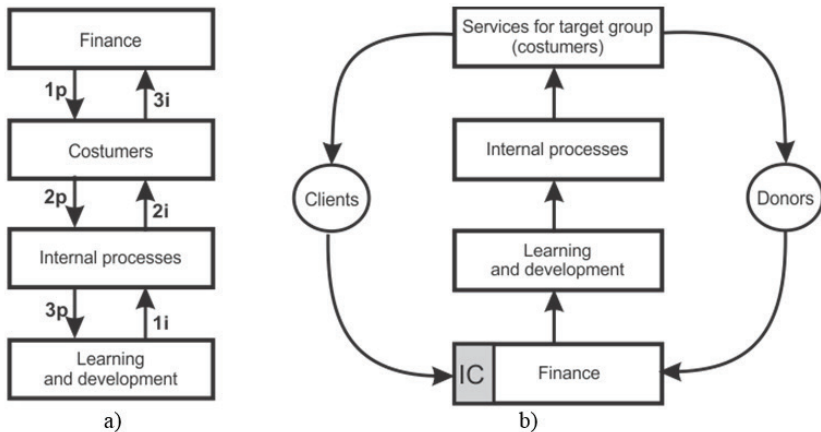 Finance
1p
3i
Costumers
2p
2i
Internal processes
3p
1i
Learning
and development
a)
Services for target group
(costumers)
Internal processes
Clients
Donors
Learning
and development
IC
Finance
b)